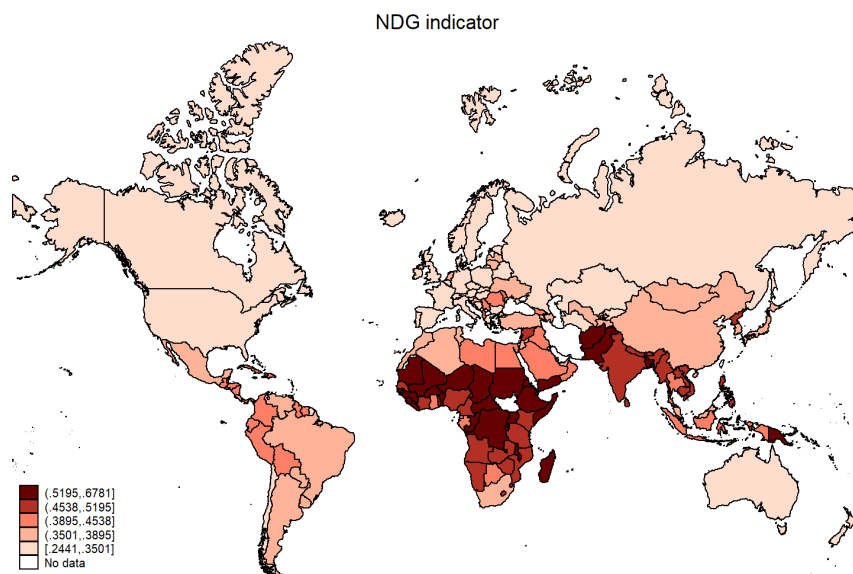 NDG indicator
(.5195,.6781]
(.4538,.5195]
(.3895,.4538]
(.3501,.3895]
[.2441,.3501]
No data